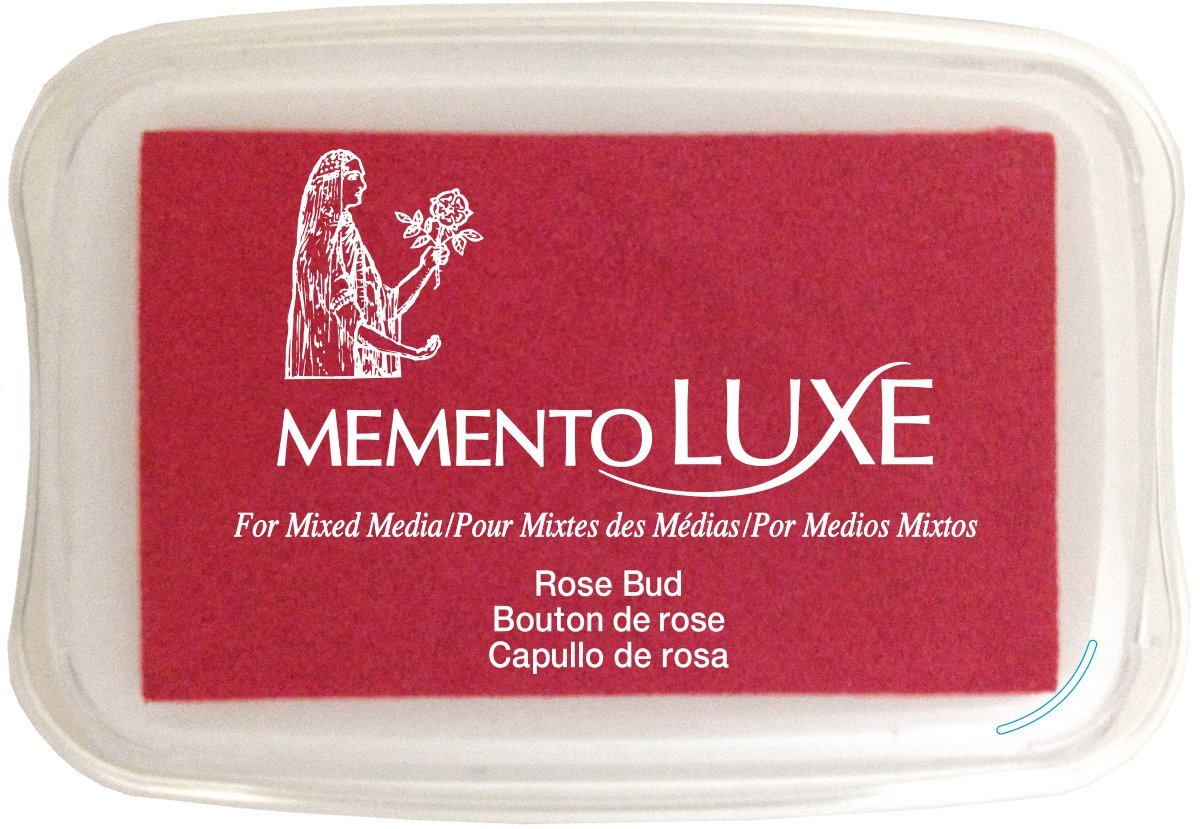 MEMENTO LUXE
For Mixed Media/Pour Mixtes des Médias/Por Medios Mixtos
Rose Bud
Bouton de rose
Capullo de rosa